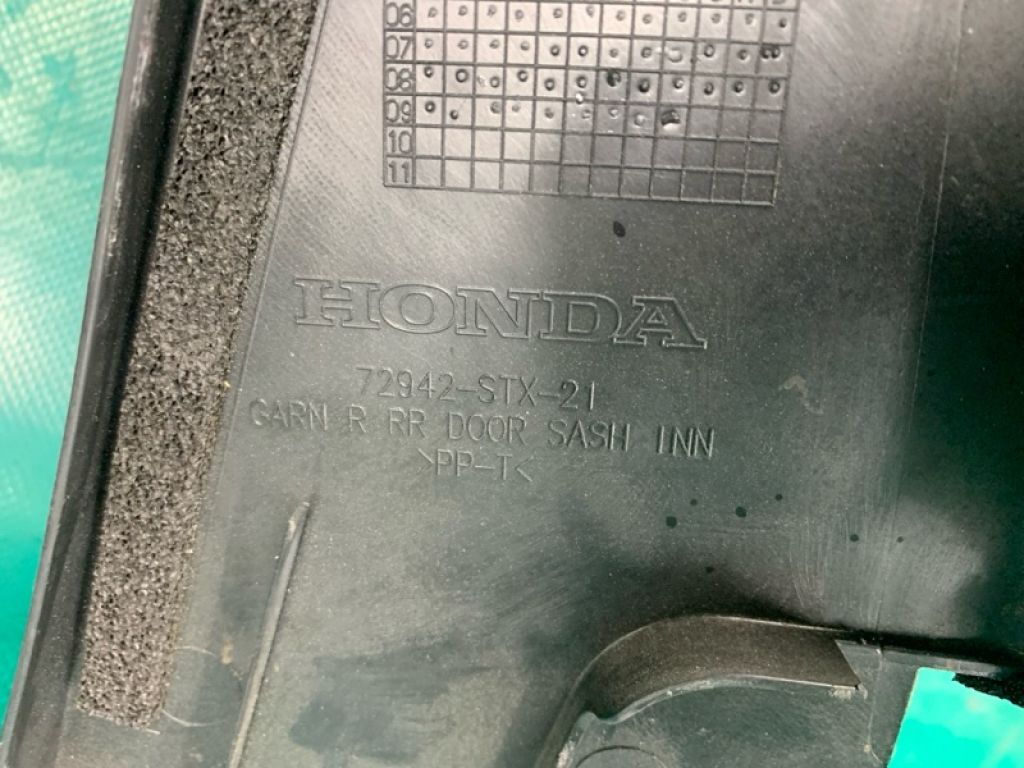 06
07
08
09
10
11
HONDA
72942-STX-21
GARN R RR DOOR SASH INN
>PP-T<